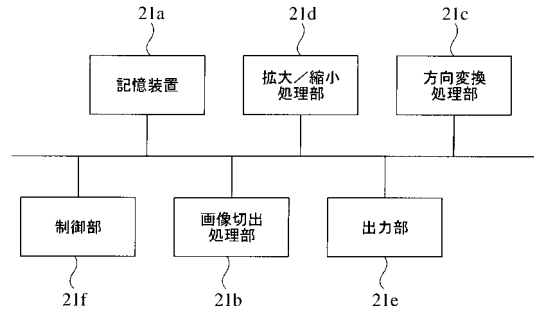 21a
21d
21c
記憶装置
拡大／縮小
処理部
方向変換
処理部
制御部
画像切出
処理部
出力部
21f
21b
21e